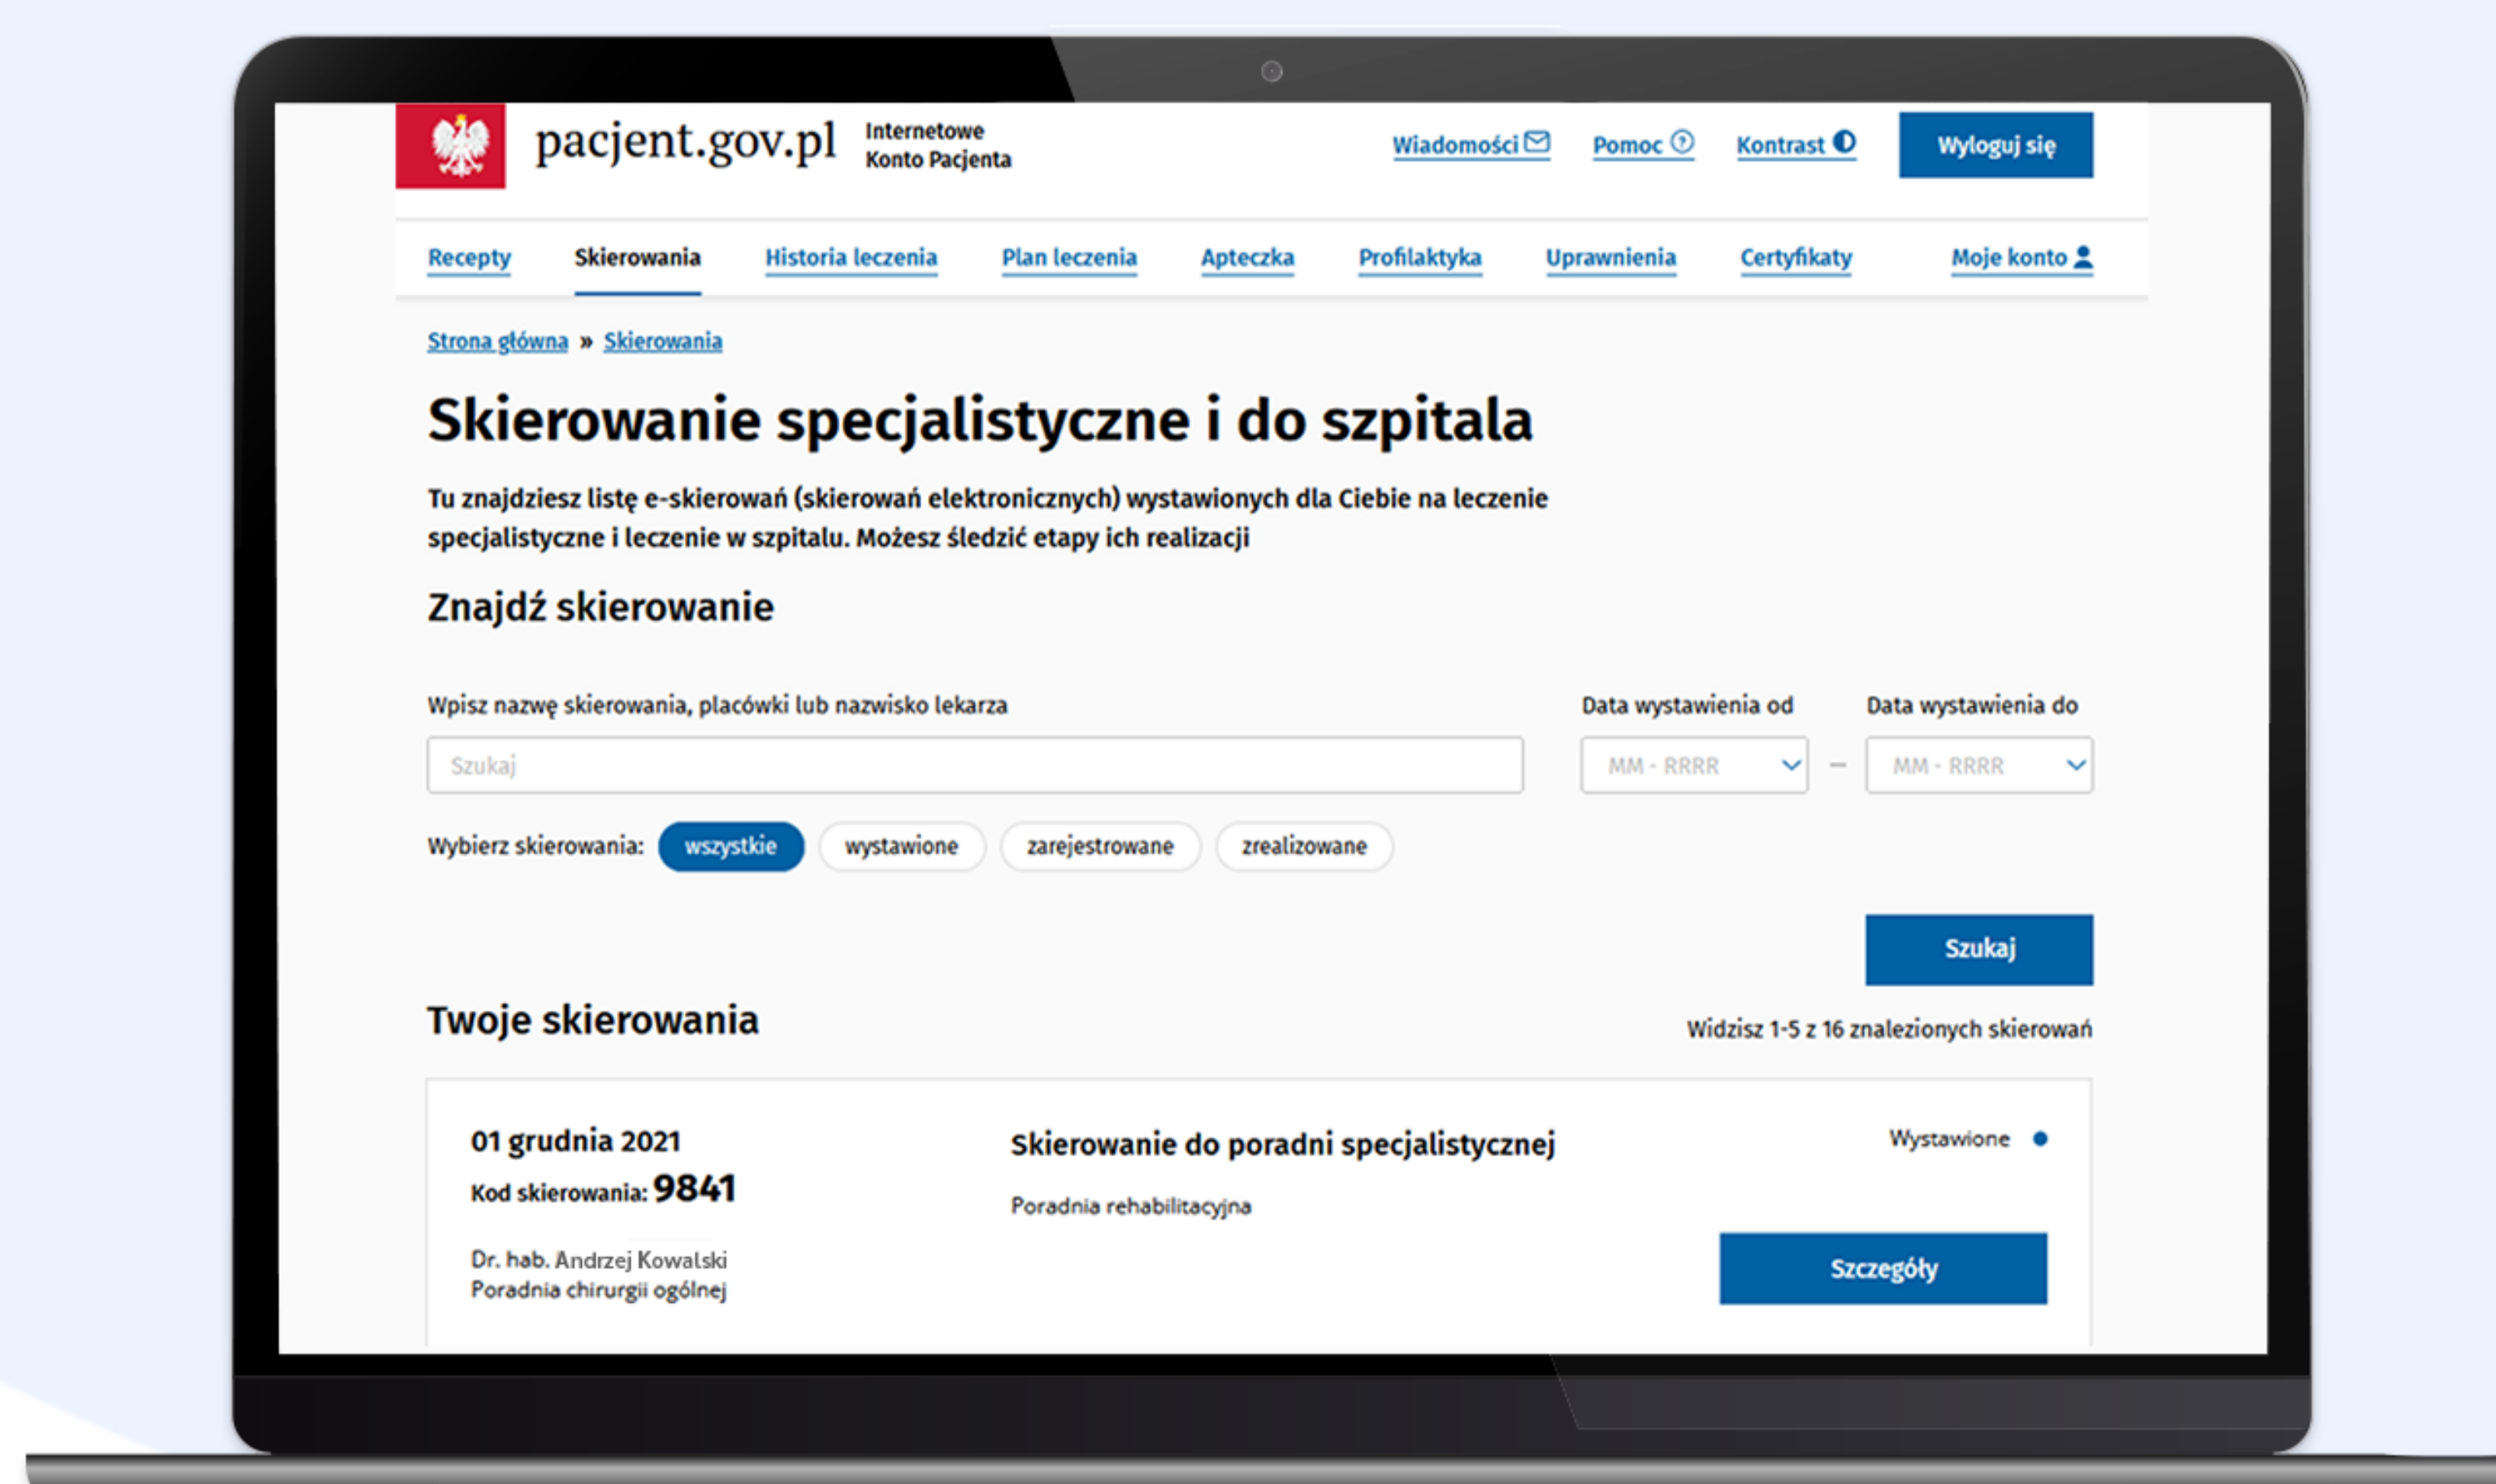 pacjent.gov.pl
Internetowe
Konto Pacjenta
Wiadomości
Pomoc
Kontrast
Wyloguj się
Recepty
Skierowania
Historia leczenia
Plan leczenia
Apteczka
Profilaktyka
Uprawnienia
Certyfikaty
Moje konto
Strona główna » Skierowania
Skierowanie specjalistyczne i do szpitala
Tu znajdziesz listę e-skierowań (skierowań elektronicznych) wystawionych dla Ciebie na leczenie
specjalistyczne i leczenie w szpitalu. Możesz śledzić etapy ich realizacji
Znajdź skierowanie
Wpisz nazwę skierowania, placówki lub nazwisko lekarza
Szukaj
Data wystawienia od
MM - RRRR
–
Data wystawienia do
MM - RRRR
Wybierz skierowania:
wszystkie
wystawione
zarejestrowane
zrealizowane
Szukaj
Twoje skierowania
Widzisz 1-5 z 16 znalezionych skierowań
01 grudnia 2021
Kod skierowania: 9841
Dr. hab. Andrzej Kowalski
Poradnia chirurgii ogólnej
Skierowanie do poradni specjalistycznej
Poradnia rehabilitacyjna
Wystawione
Szczegóły